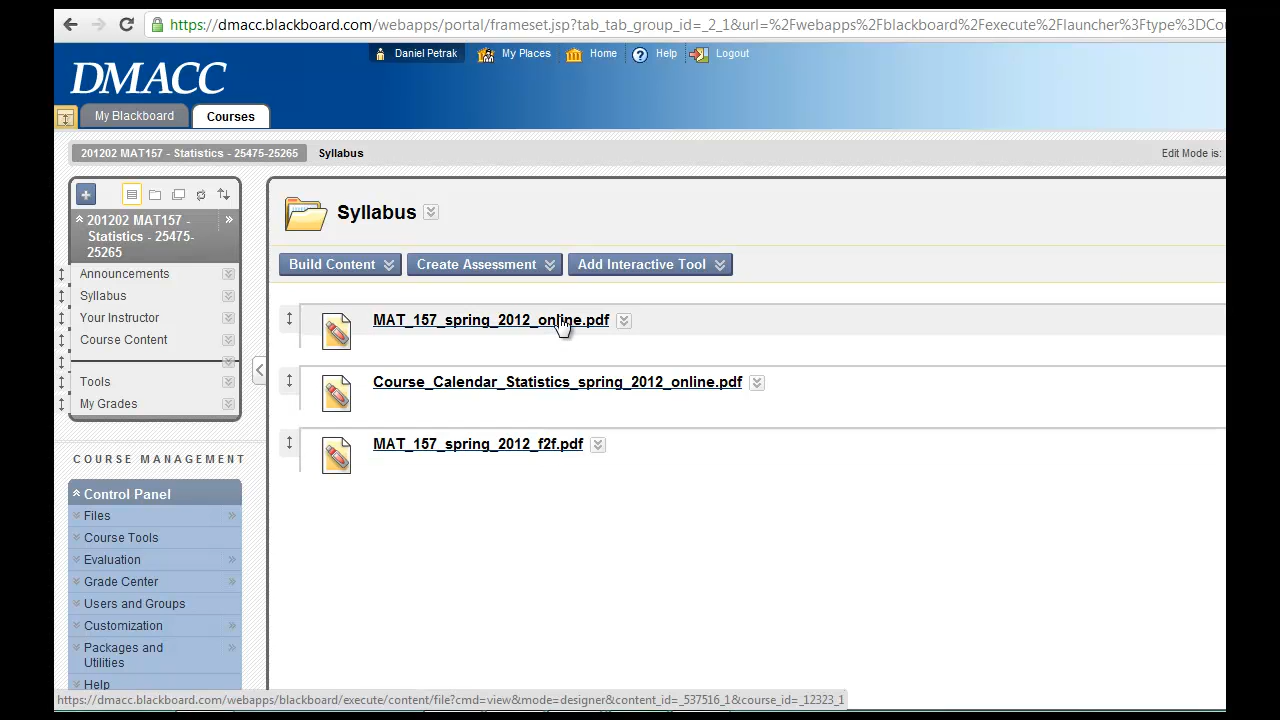 https://dmacc.blackboard.com/webapps/portal/frameset.jsp?tab_tab_group_id=_2_1&url=%2Fwebapps%2Fblackboard%2Fexecute%2Flauncher%3Ftype%3DCou
Daniel Petrak My Places Home Help Logout
DMACC
My Blackboard Courses
201202 MAT157 - Statistics - 25475-25265 Syllabus Edit Mode is:
201202 MAT157 -
Statistics - 25475-
25265
Announcements
Syllabus
Your Instructor
Course Content
Tools
My Grades
COURSE MANAGEMENT
Control Panel
Files
Course Tools
Evaluation
Grade Center
Users and Groups
Customization
Packages and
Utilities
Help
Syllabus
Build Content Create Assessment Add Interactive Tool
MAT_157_spring_2012_online.pdf
Course_Calendar_Statistics_spring_2012_online.pdf
MAT_157_spring_2012_f2f.pdf
https://dmacc.blackboard.com/webapps/blackboard/execute/content/file?cmd=view&mode=designer&content_id=_537516_1&course_id=_12323_1